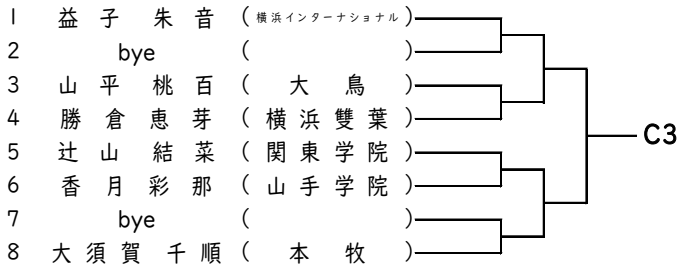 1 益子 朱音 (横浜インターナショナル)
2 bye ( )
3 山平 桃百 ( 大鳥 )
4 勝倉恵芽 ( 横浜雙葉 )
5 辻山 結菜 ( 関東学院 )
6 香月彩那 ( 山手学院 )
7 bye ( )
8 大須賀 千順 ( 本牧 )
C3